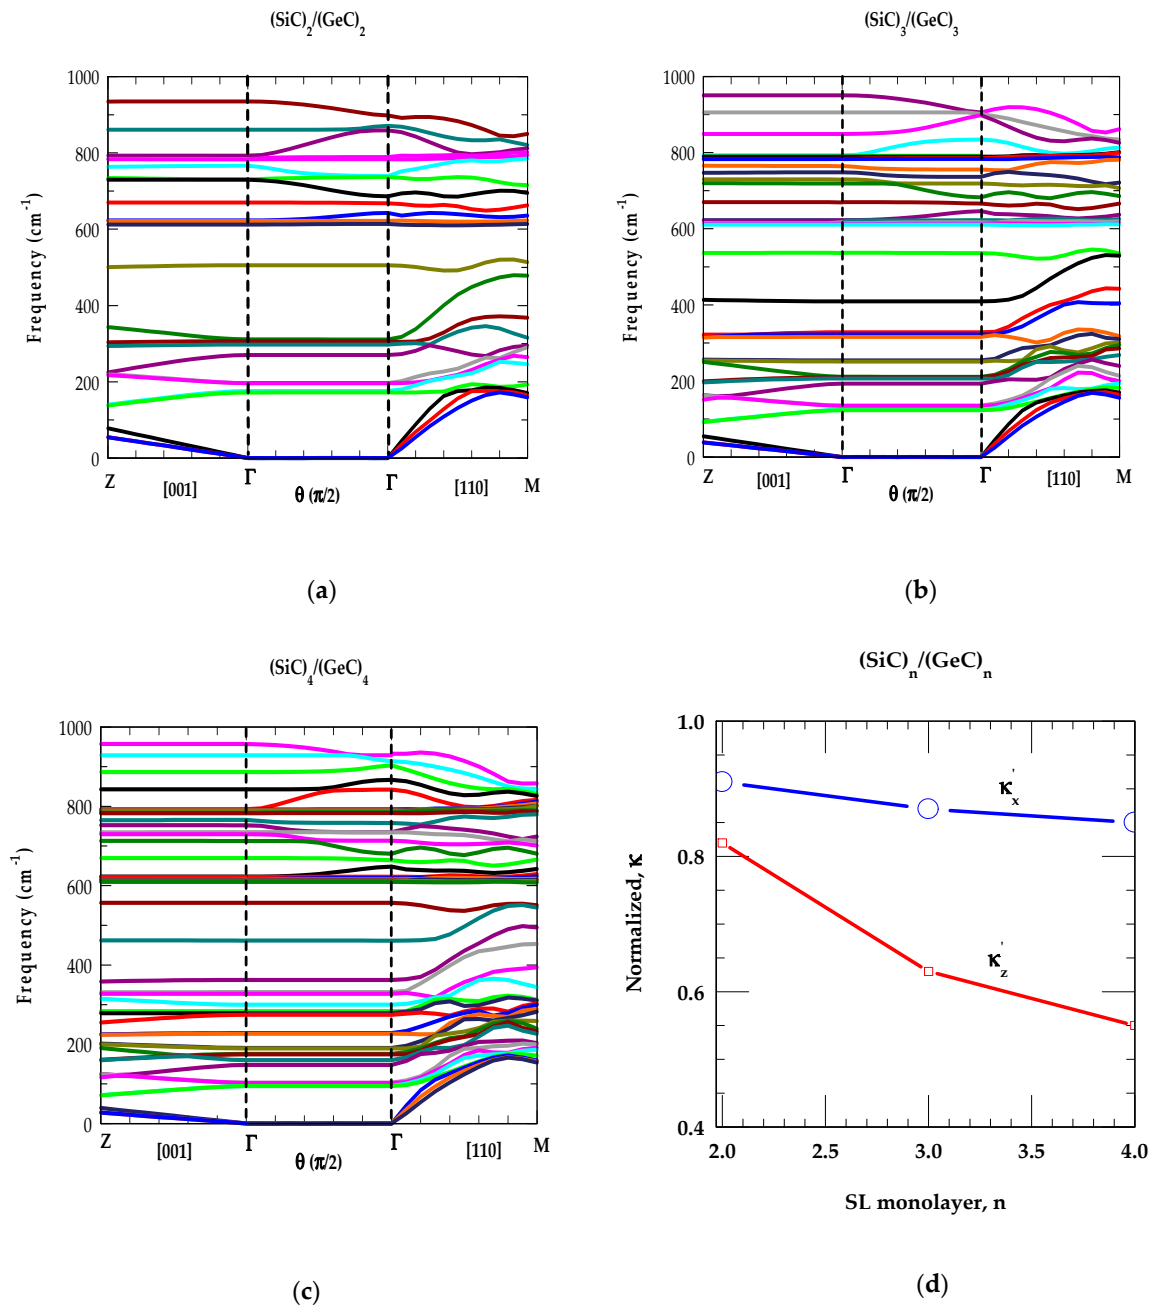 (SiC)2/(GeC)2
1000
800
600
400
200
0
Frequency (cm-1)
Z
[001]
Γ
θ (π/2)
Γ
[110]
M
(a)
(SiC)3/(GeC)3
1000
800
600
400
200
0
Frequency (cm-1)
Z
[001]
Γ
θ (π/2)
Γ
[110]
M
(b)
(SiC)4/(GeC)4
1000
800
600
400
200
0
Frequency (cm-1)
Z
[001]
Γ
θ (π/2)
Γ
[110]
M
(c)
(SiC)n/(GeC)n
1.0
0.8
0.6
0.4
Normalized, κ
κ'x
κ'z
2.0
2.5
3.0
3.5
4.0
SL monolayer, n
(d)